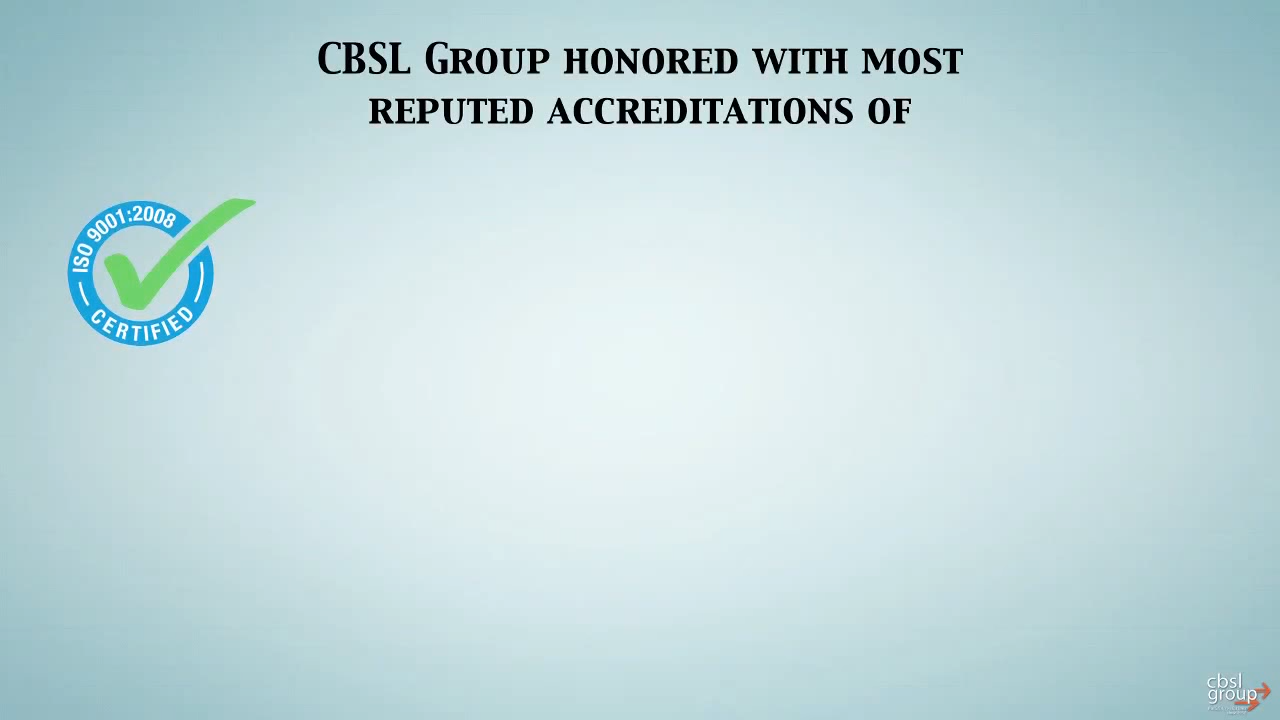 CBSL GROUP HONORED WITH MOST
REPUTED ACCREDITATIONS OF
ISO 9001:2008
CERTIFIED
cbsl
group